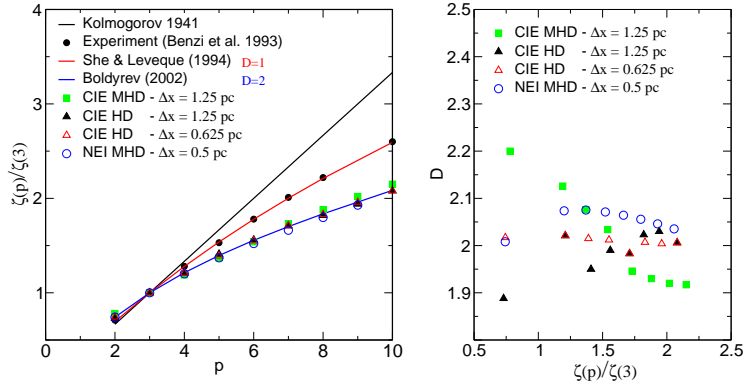 Kolmogorov 1941
Experiment (Benzi et al. 1993)
She & Leveque (1994) D=1
Boldyrev (2002) D=2
CIE MHD - Δx = 1.25 pc
CIE HD - Δx = 1.25 pc
CIE HD - Δx = 0.625 pc
NEI MHD - Δx = 0.5 pc
ζ(p)/ζ(3)
4
3
2
1
0 1 2 3 4 5 6 7 8 9 10
p
CIE MHD - Δx = 1.25 pc
CIE HD - Δx = 1.25 pc
CIE HD - Δx = 0.625 pc
NEI MHD - Δx = 0.5 pc
D
2.5
2.4
2.3
2.2
2.1
2
1.9
0.5 1 1.5 2 2.5
ζ(p)/ζ(3)